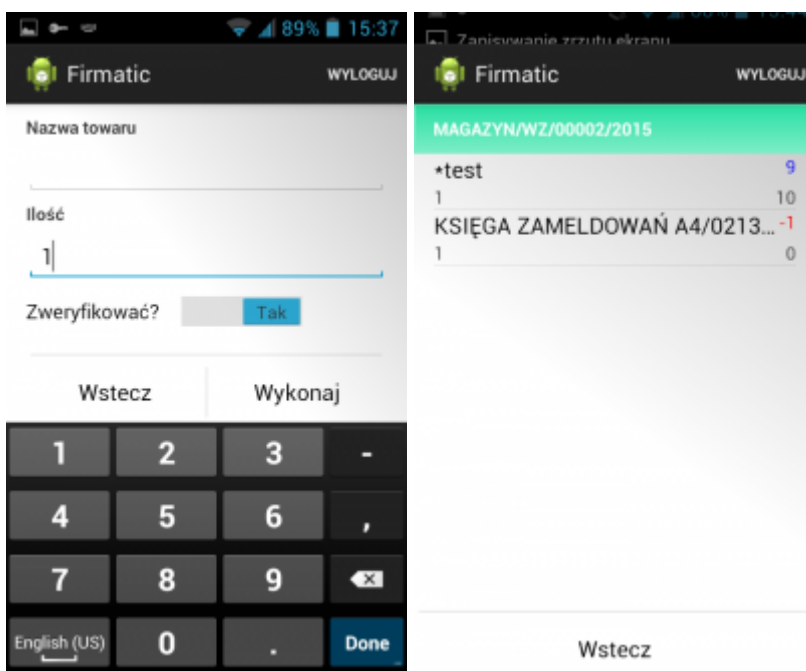 89% 15:37
Firmatic WYLOGUJ
Nazwa towaru
Ilość
1
Zweryfikować? Tak
Wstecz Wykonaj
1 2 3 -
4 5 6 ,
7 8 9
English (US) 0 . Done
Zapisywanie zrzutu ekranu
Firmatic WYLOGUJ
MAGAZYN/WZ/00002/2015
*test 9
1 10
KSIĘGA ZAMELDOWAŃ A4/0213... -1
1 0
Wstecz